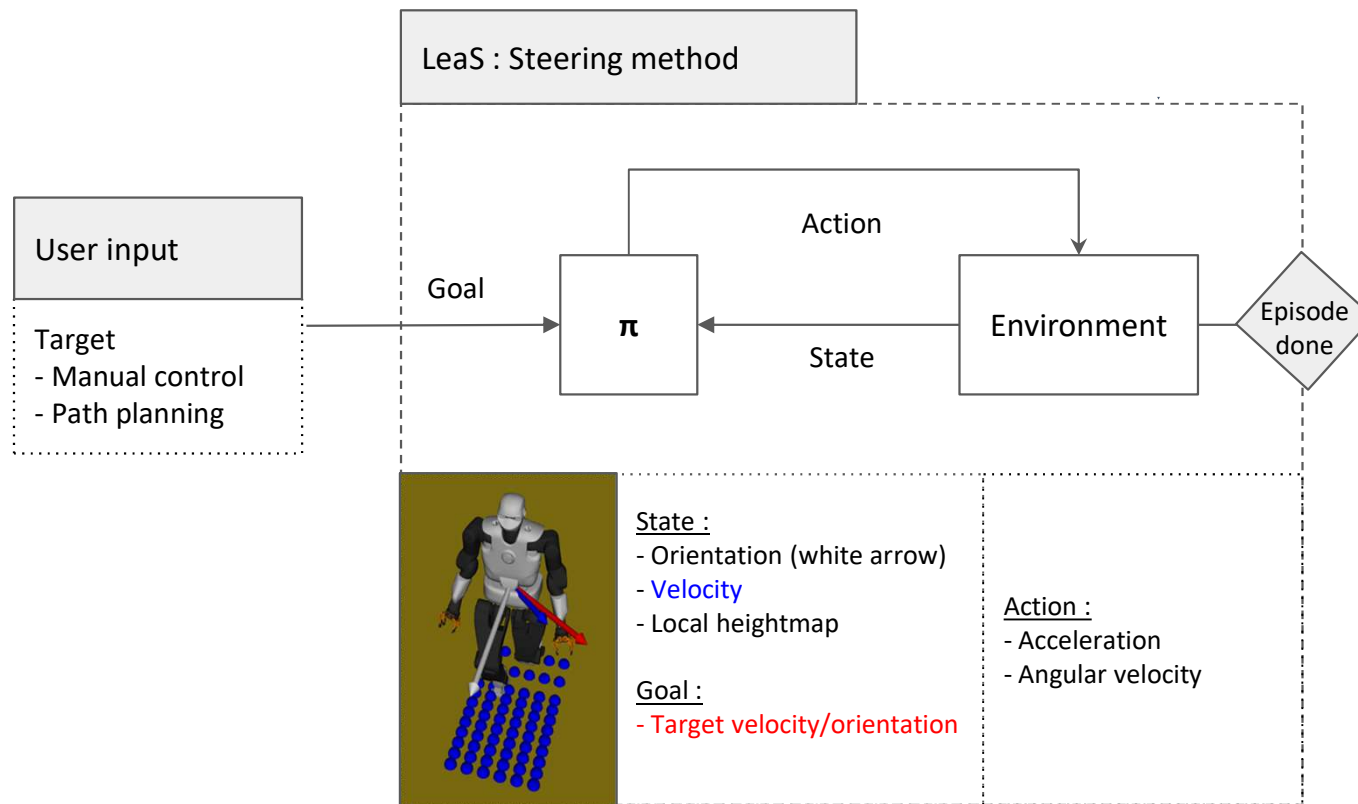 LeaS : Steering method
User input
Target
- Manual control
- Path planning
Goal
Action
π
State
Environment
Episode
done
State :
- Orientation (white arrow)
- Velocity
- Local heightmap
Goal :
- Target velocity/orientation
Action :
- Acceleration
- Angular velocity